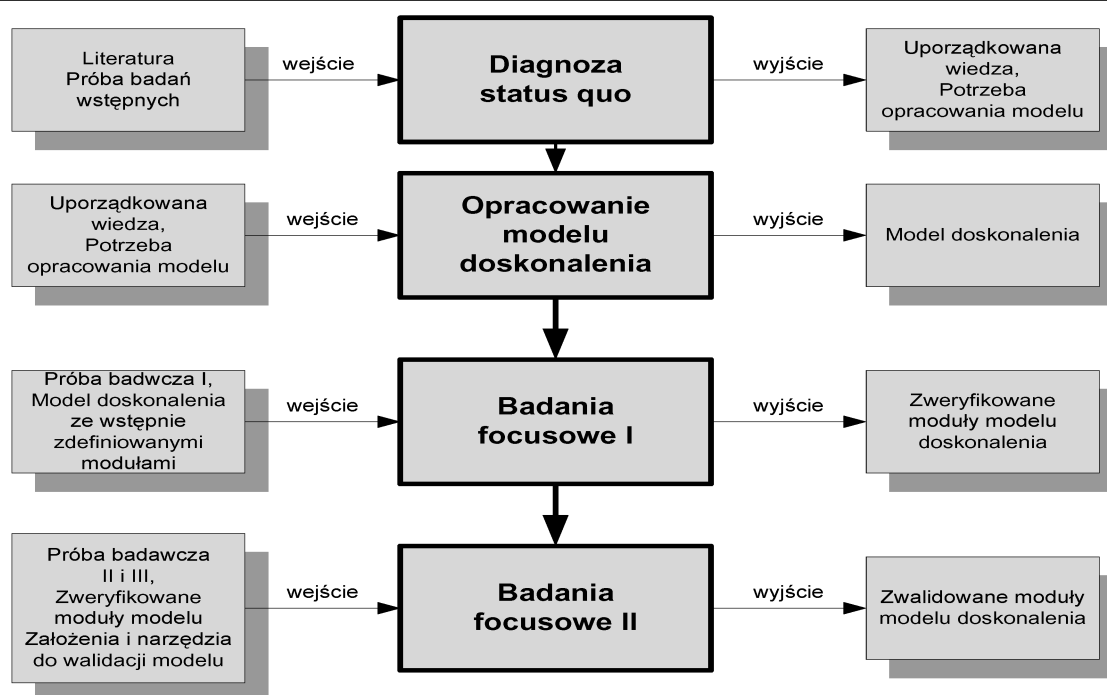 Literatura
Próba badań
wstępnych
wejście
Diagnoza
status quo
wyjście
Uporządkowana
wiedza,
Potrzeba
opracowania modelu
Uporządkowana
wiedza,
Potrzeba
opracowania modelu
wejście
Opracowanie
modelu
doskonalenia
wyjście
Model doskonalenia
Próba badwcza I,
Model doskonalenia
ze wstępnie
zdefiniowanymi
modułami
wejście
Badania
focusowe I
wyjście
Zweryfikowane
moduły modelu
doskonalenia
Próba badawcza
II i III,
Zweryfikowane
moduły modelu
Założenia i narzędzia
do walidacji modelu
wejście
Badania
focusowe II
wyjście
Zwalidowane moduły
modelu doskonalenia